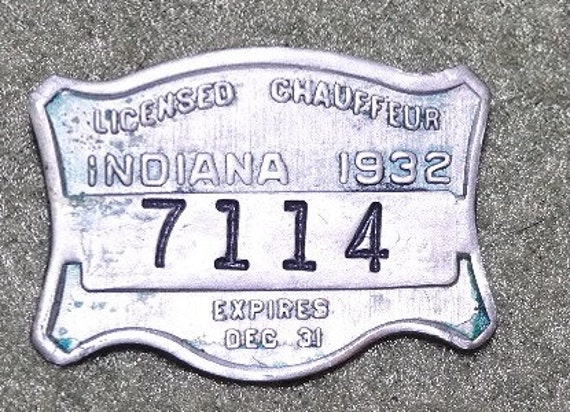 LICENSED CHAUFFEUR
INDIANA 1932
7114
EXPIRES
DEC 31